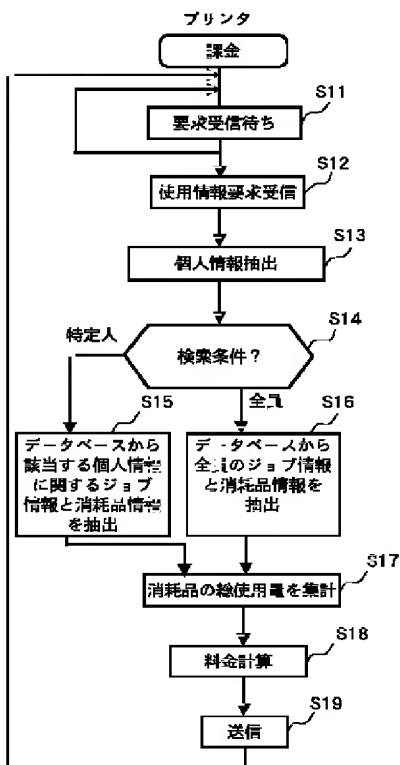 プリンタ
課金
S11
要求受信待ち
S12
使用情報要求受信
S13
個人情報抽出
S14
検索条件？
特定人
全員
S15
データベースから
該当する個人情報
に関するジョブ
情報と消耗品情報
を抽出
S16
データベースから
全員のジョブ情報
と消耗品情報を
抽出
S17
消耗品の総使用量を集計
S18
料金計算
S19
送信